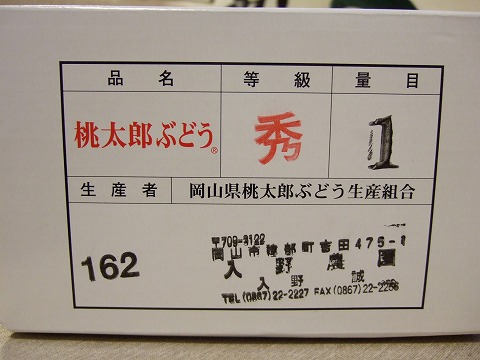 品名 等級 量目
桃太郎ぶどう® 秀 1
生産者 岡山県桃太郎ぶどう生産組合
162
〒709-3122
岡山市建部町吉田475-1
入野農園
入野 誠
TEL(0867)22-2227 FAX(0867)22-2256